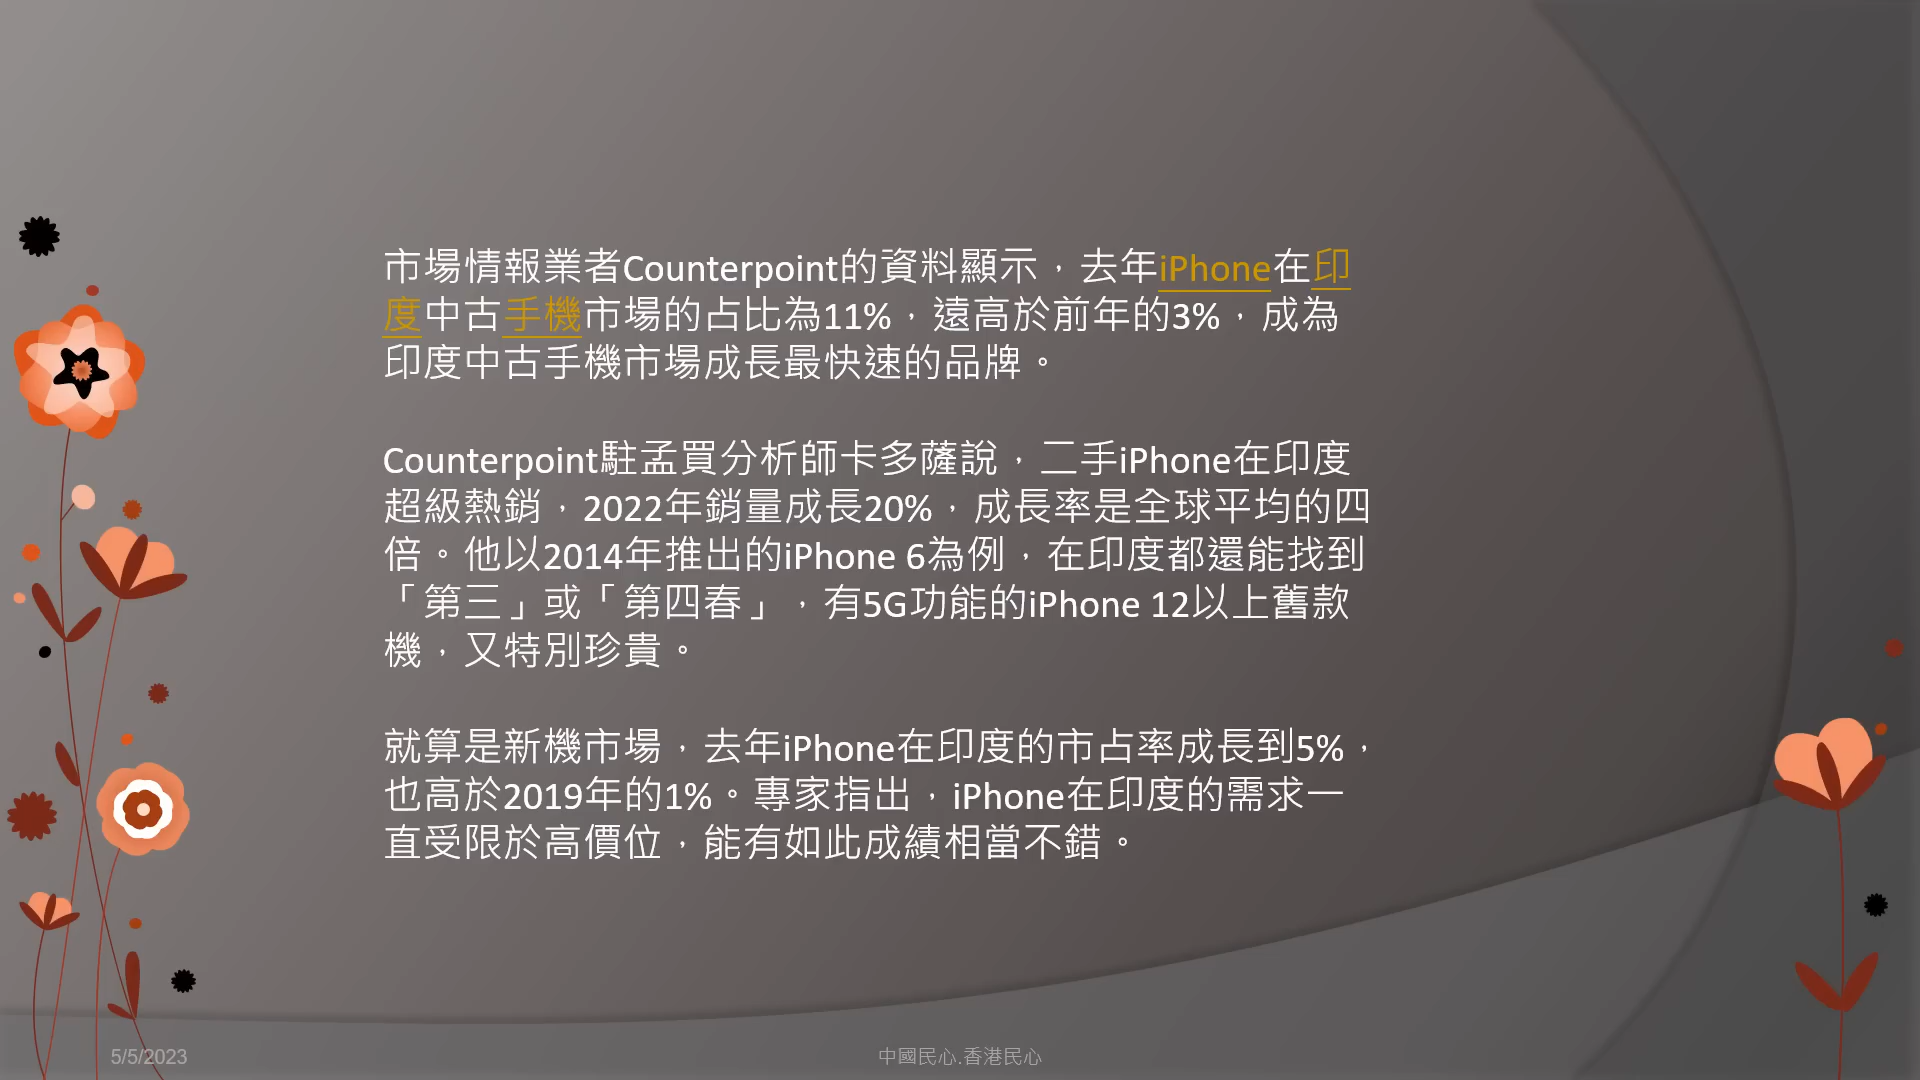 市場情報業者Counterpoint的資料顯示，去年iPhone在印
度中古手機市場的占比為11%，遠高於前年的3%，成為
印度中古手機市場成長最快速的品牌。
Counterpoint駐孟買分析師卡多薩說，二手iPhone在印度
超級熱銷，2022年銷量成長20%，成長率是全球平均的四
倍。他以2014年推出的iPhone 6為例，在印度都還能找到
「第三」或「第四春」，有5G功能的iPhone 12以上舊款
機，又特別珍貴。
就算是新機市場，去年iPhone在印度的市占率成長到5%，
也高於2019年的1%。專家指出，iPhone在印度的需求一
直受限於高價位，能有如此成績相當不錯。
5/5/2023
中國民心.香港民心